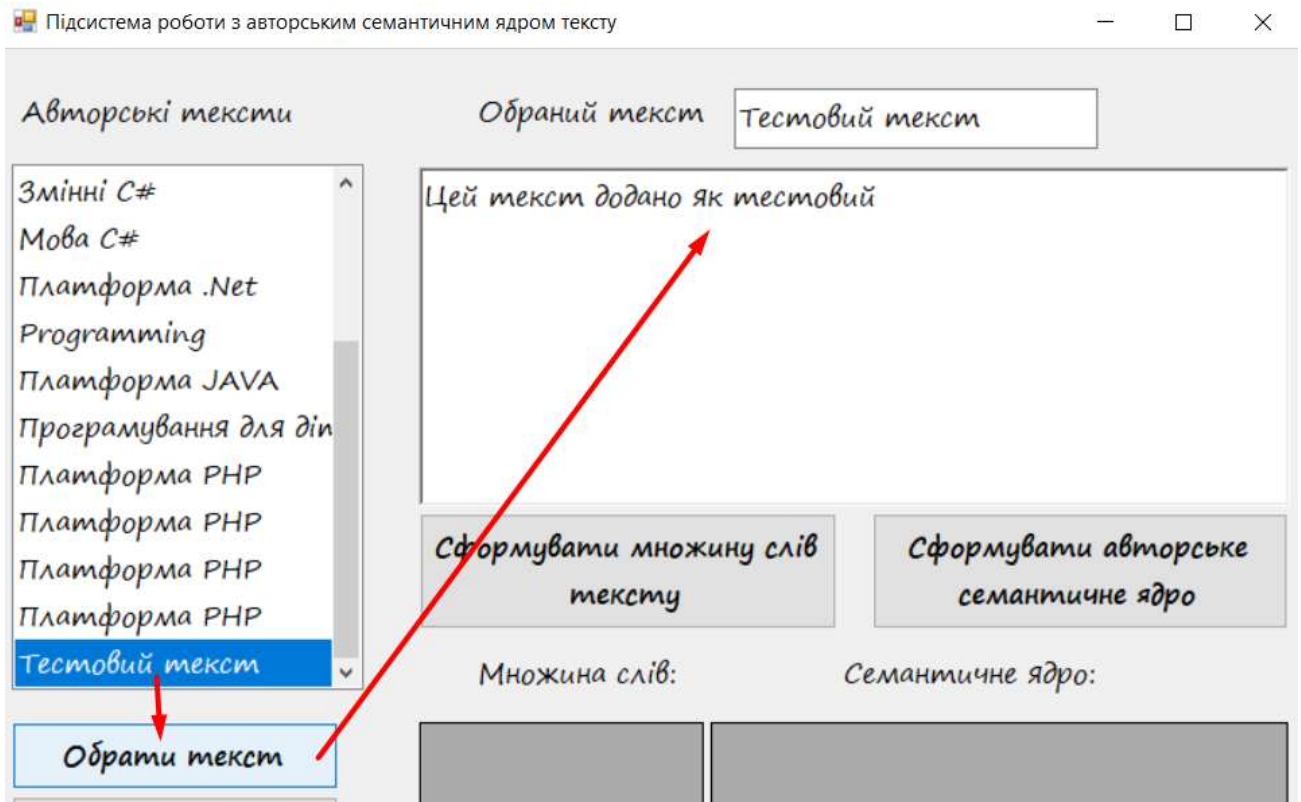 Підсистема роботи з авторським семантичним ядром тексту
Авторські тексти
Обраний текст
Тестовий текст
Змінні C#
Мова C#
Платформа .Net
Programming
Платформа JAVA
Програмування для діп
Платформа PHP
Платформа PHP
Платформа PHP
Платформа PHP
Тестовий текст
Обрати текст
Цей текст додано як тестовий
Сформувати множину слів
тексту
Сформувати авторське
семантичне ядро
Множина слів:
Семантичне ядро: